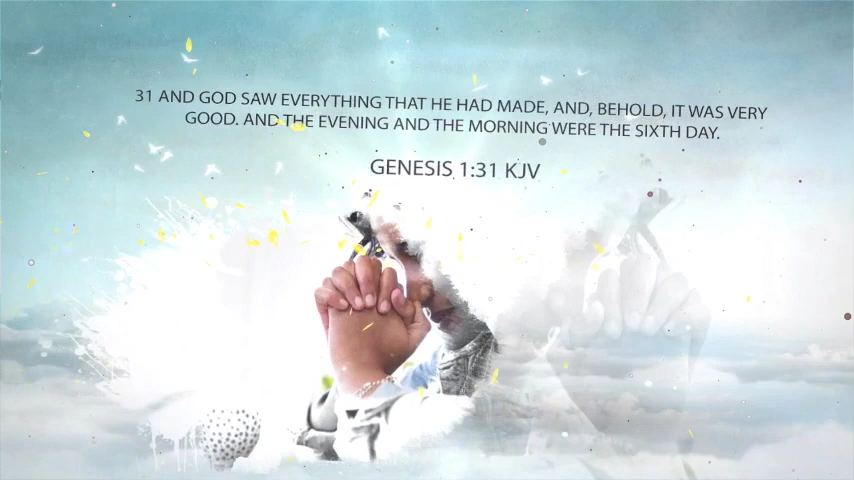 31 AND GOD SAW EVERYTHING THAT HE HAD MADE, AND, BEHOLD, IT WAS VERY
GOOD. AND THE EVENING AND THE MORNING WERE THE SIXTH DAY.
GENESIS 1:31 KJV